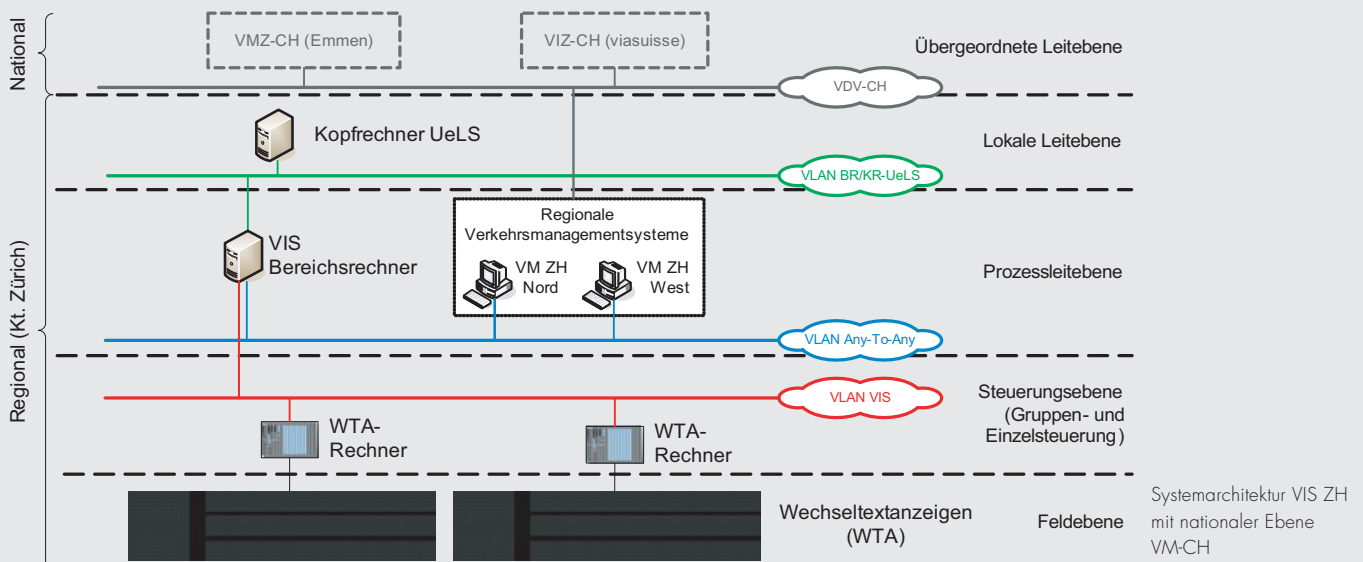 National
VMZ-CH (Emmen)
VIZ-CH (viasuisse)
Übergeordnete Leitebene
VDV-CH
Kopfrechner UeLS
Lokale Leitebene
VLAN BR/KR-UeLS
Regional (Kt. Zürich)
VIS
Bereichsrechner
Regionale
Verkehrsmanagementsysteme
VM ZH
Nord
VM ZH
West
Prozessleitebene
VLAN Any-To-Any
VLAN VIS
Steuerungsebene
(Gruppen- und
Einzelsteuerung)
WTA-
Rechner
WTA-
Rechner
Wechseltextanzeigen
(WTA)
Feldebene
Systemarchitektur VIS ZH
mit nationaler Ebene
VM-CH